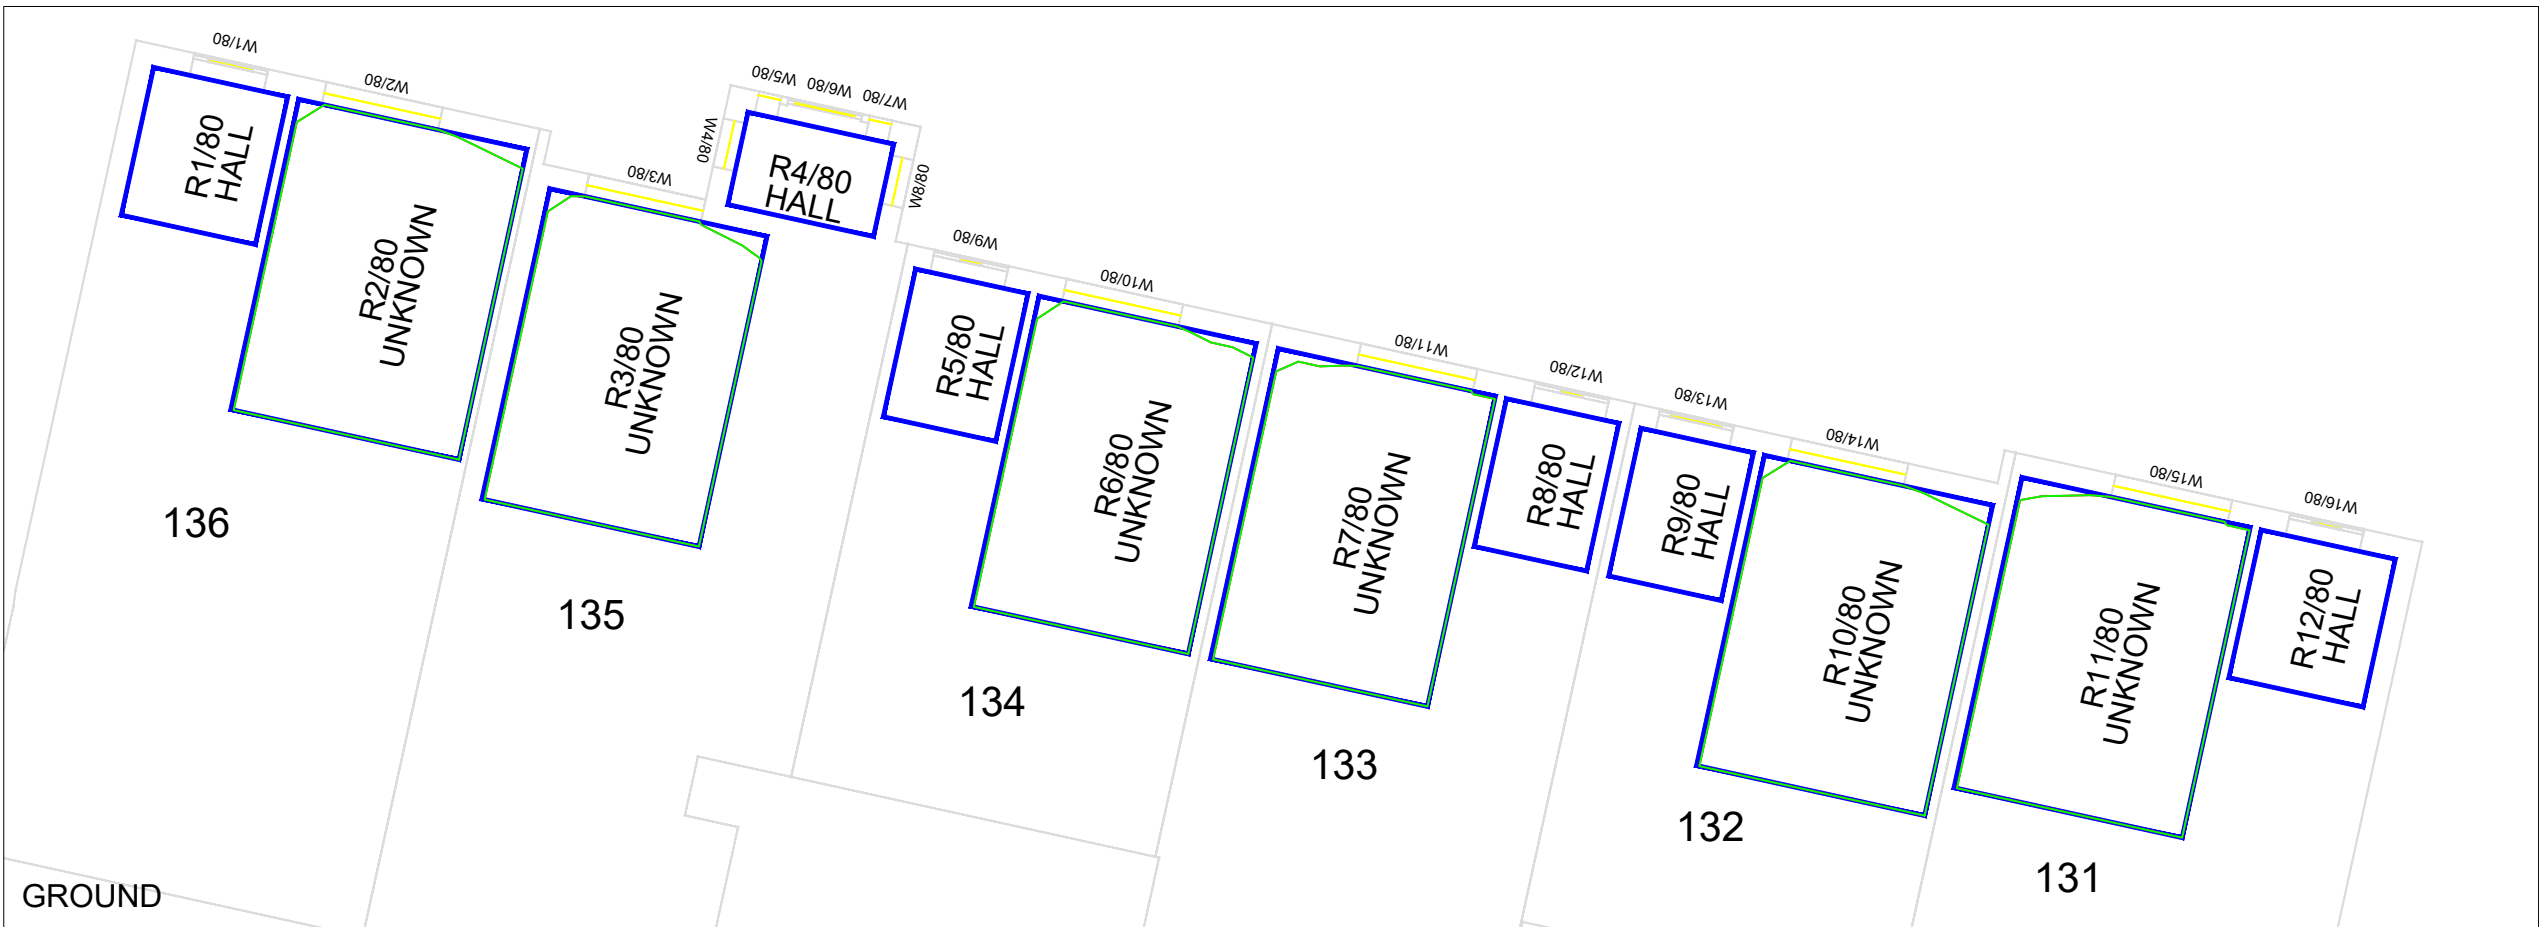 W1/80
W2/80
R1/80
HALL
R2/80
UNKNOWN
136
W3/80
R3/80
UNKNOWN
135
W4/80
W5/80
W6/80
W7/80
W8/80
R4/80
HALL
W9/80
W10/80
R5/80
HALL
R6/80
UNKNOWN
134
W11/80
W12/80
R7/80
UNKNOWN
R8/80
HALL
133
W13/80
W14/80
R9/80
HALL
R10/80
UNKNOWN
132
W15/80
W16/80
R11/80
UNKNOWN
R12/80
HALL
131
GROUND